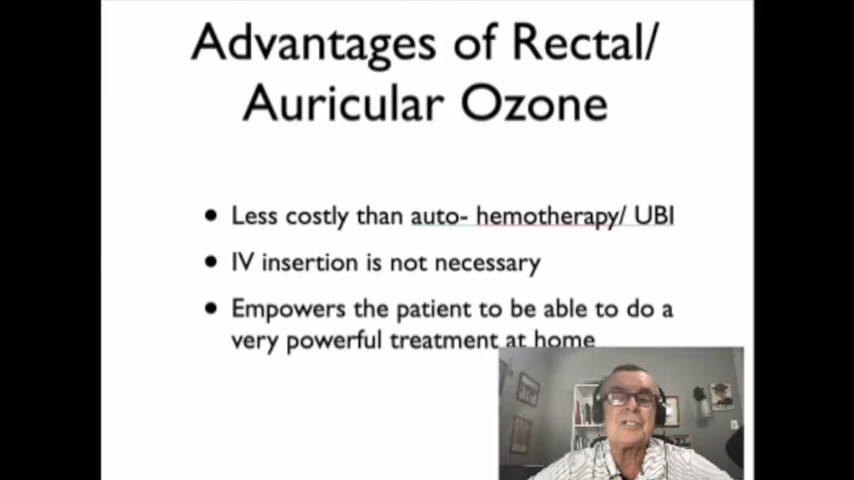 Advantages of Rectal/
Auricular Ozone
• Less costly than auto- hemotherapy/ UBI
• IV insertion is not necessary
• Empowers the patient to be able to do a
very powerful treatment at home